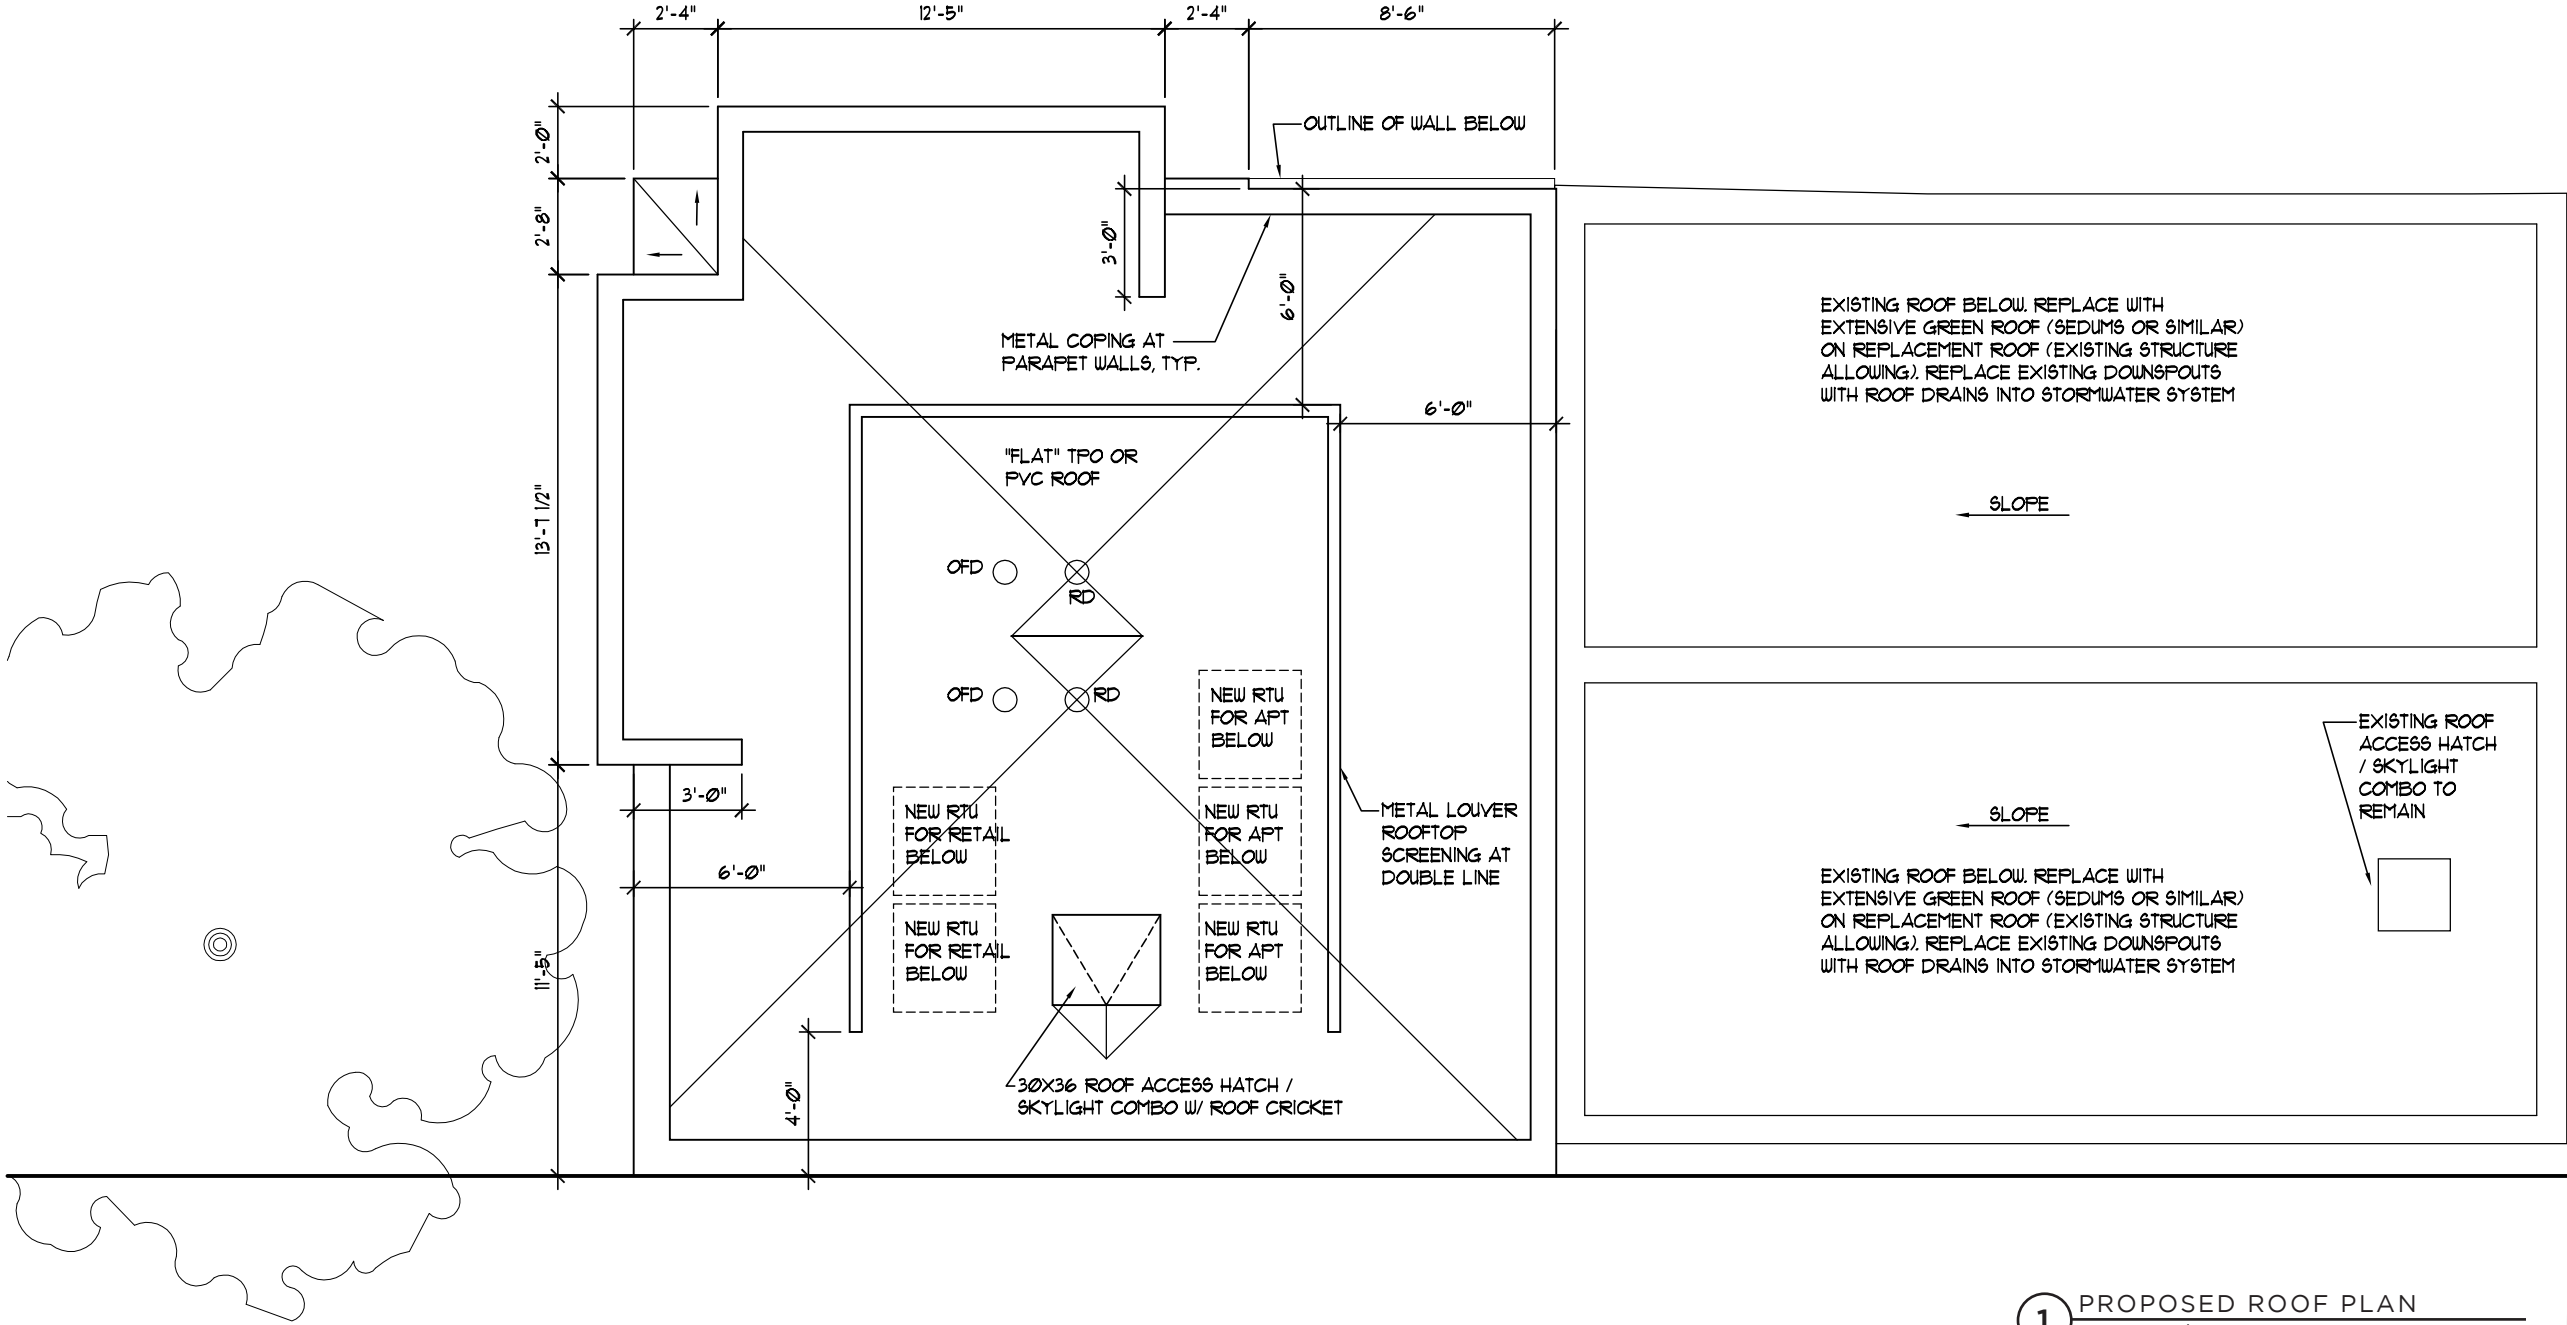 2'-4" 12'-5" 2'-4" 8'-6"
2'-0"
OUTLINE OF WALL BELOW
2'-8"
3'-0"
6'-0"
METAL COPING AT
PARAPET WALLS, TYP.
EXISTING ROOF BELOW. REPLACE WITH
EXTENSIVE GREEN ROOF (SEDUMS OR SIMILAR)
ON REPLACEMENT ROOF (EXISTING STRUCTURE
ALLOWING). REPLACE EXISTING DOWNSPOUTS
WITH ROOF DRAINS INTO STORMWATER SYSTEM
6'-0"
"FLAT" TPO OR
PVC ROOF
13'-7 1/2"
SLOPE
OFD
RD
OFD
RD
NEW RTU
FOR APT
BELOW
EXISTING ROOF
ACCESS HATCH
/ SKYLIGHT
COMBO TO
REMAIN
3'-0"
NEW RTU
FOR RETAIL
BELOW
NEW RTU
FOR APT
BELOW
METAL LOUVER
ROOFTOP
SCREENING AT
DOUBLE LINE
SLOPE
6'-0"
EXISTING ROOF BELOW. REPLACE WITH
EXTENSIVE GREEN ROOF (SEDUMS OR SIMILAR)
ON REPLACEMENT ROOF (EXISTING STRUCTURE
ALLOWING). REPLACE EXISTING DOWNSPOUTS
WITH ROOF DRAINS INTO STORMWATER SYSTEM
NEW RTU
FOR RETAIL
BELOW
NEW RTU
FOR APT
BELOW
11'-5"
4'-0"
30X36 ROOF ACCESS HATCH /
SKYLIGHT COMBO W/ ROOF CRICKET
1 PROPOSED ROOF PLAN